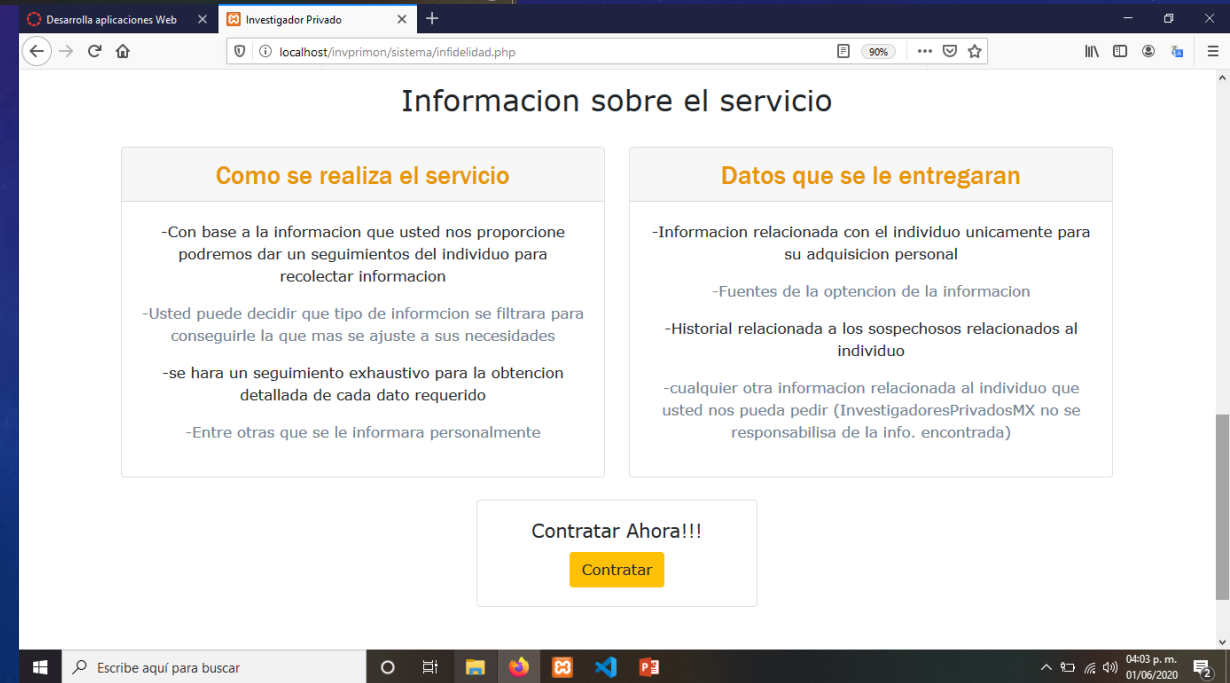 Desarrolla aplicaciones Web
Investigador Privado
localhost/invprimon/sistema/infidelidad.php
90%
Informacion sobre el servicio
Como se realiza el servicio
-Con base a la informacion que usted nos proporcione
podremos dar un seguimientos del individuo para
recolectar informacion
-Usted puede decidir que tipo de informcion se filtrara para
conseguirle la que mas se ajuste a sus necesidades
-se hara un seguimiento exhaustivo para la obtencion
detallada de cada dato requerido
-Entre otras que se le informara personalmente
Datos que se le entregaran
-Informacion relacionada con el individuo unicamente para
su adquisicion personal
-Fuentes de la optencion de la informacion
-Historial relacionada a los sospechosos relacionados al
individuo
-cualquier otra informacion relacionada al individuo que
usted nos pueda pedir (InvestigadoresPrivadosMX no se
responsabilisa de la info. encontrada)
Contratar Ahora!!!
Contratar
Escribe aquí para buscar
04:03 p. m.
01/06/2020
2